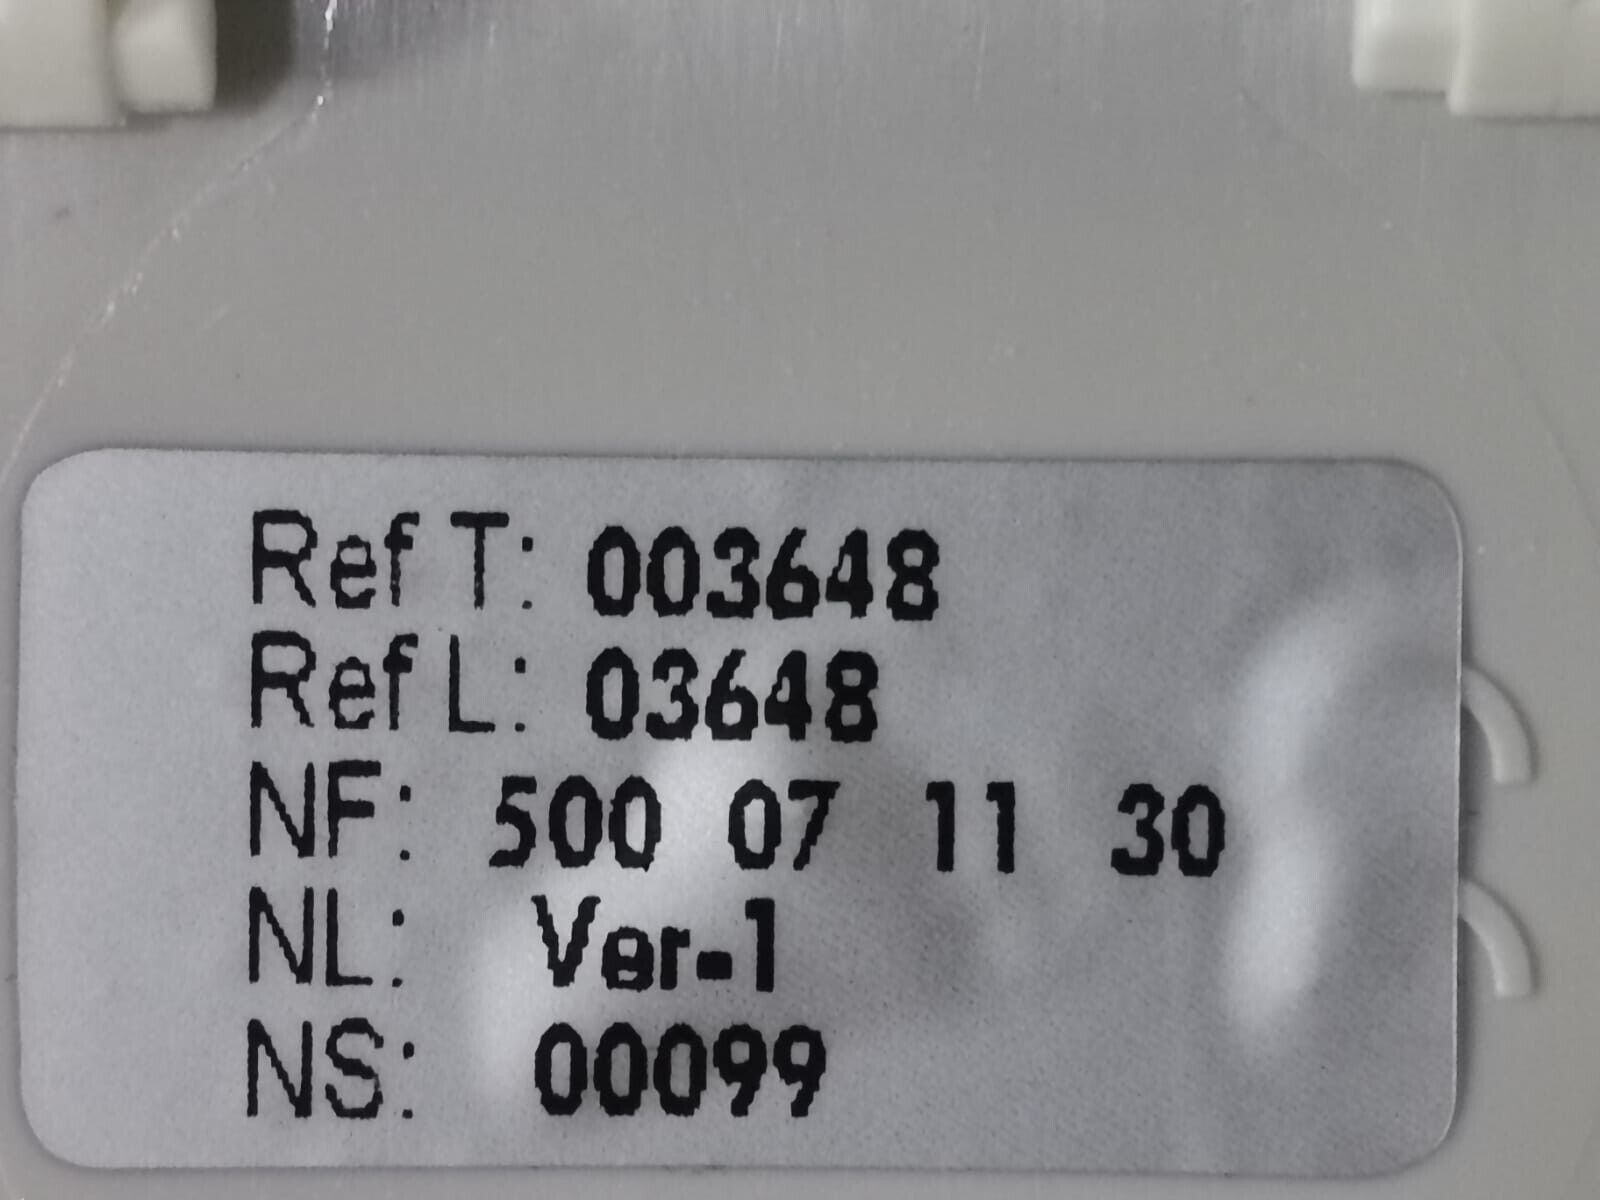 Ref T: 003648
Ref L: 03648
NF: 500 07 11 30
NL: Ver-1
NS: 00099